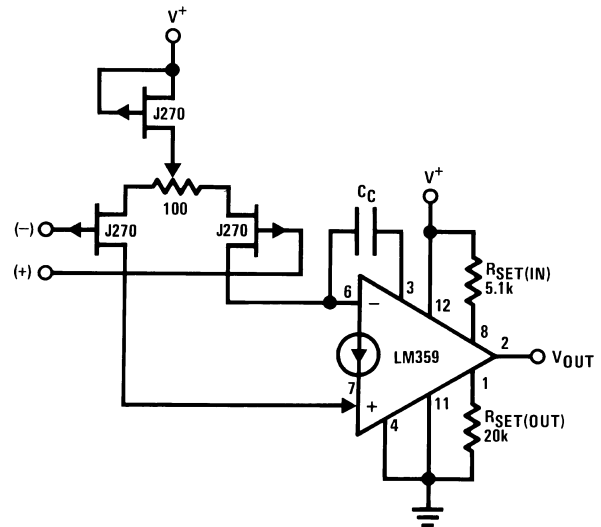 V+
J270
100
(−)
J270
J270
(+)
CC
V+
RSET(IN)
5.1k
6
−
3
12
8
2
LM359
VOUT
7
+
4
11
1
RSET(OUT)
20k